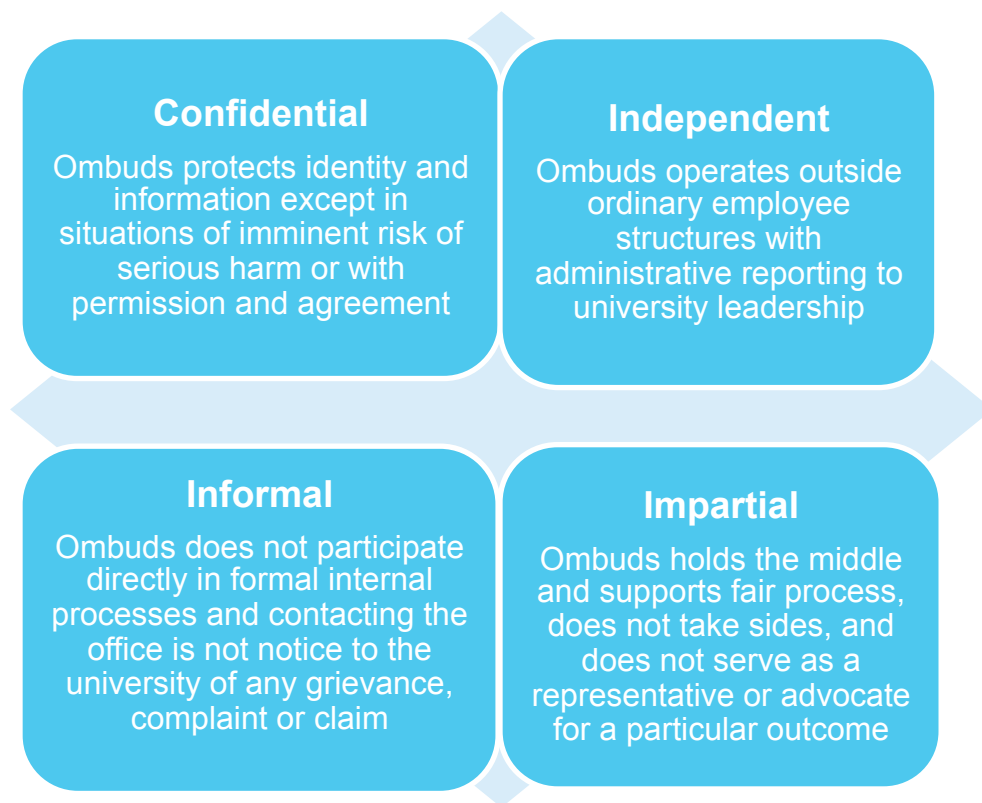 Confidential
Ombuds protects identity and
information except in
situations of imminent risk of
serious harm or with
permission and agreement
Independent
Ombuds operates outside
ordinary employee
structures with
administrative reporting to
university leadership
Informal
Ombuds does not participate
directly in formal internal
processes and contacting the
office is not notice to the
university of any grievance,
complaint or claim
Impartial
Ombuds holds the middle
and supports fair process,
does not take sides, and
does not serve as a
representative or advocate
for a particular outcome